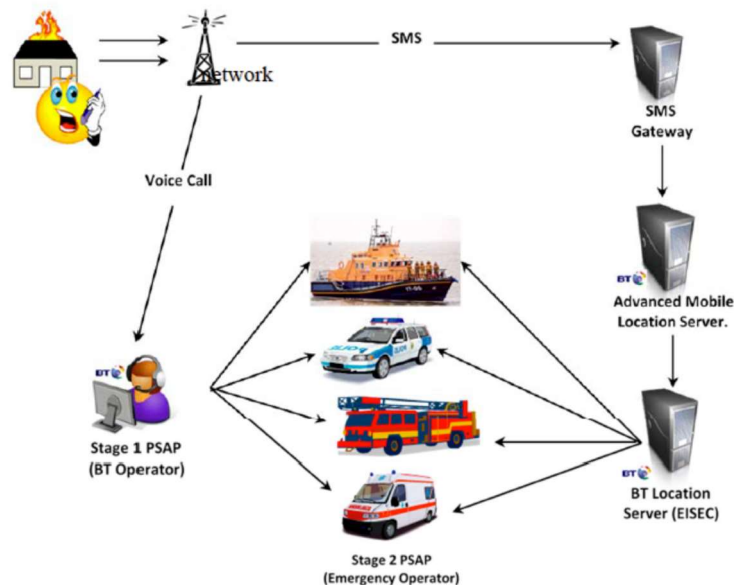 network
SMS
SMS
Gateway
Voice Call
BT
Advanced Mobile
Location Server.
BT
Stage 1 PSAP
(BT Operator)
BT
BT Location
Server (EISEC)
Stage 2 PSAP
(Emergency Operator)